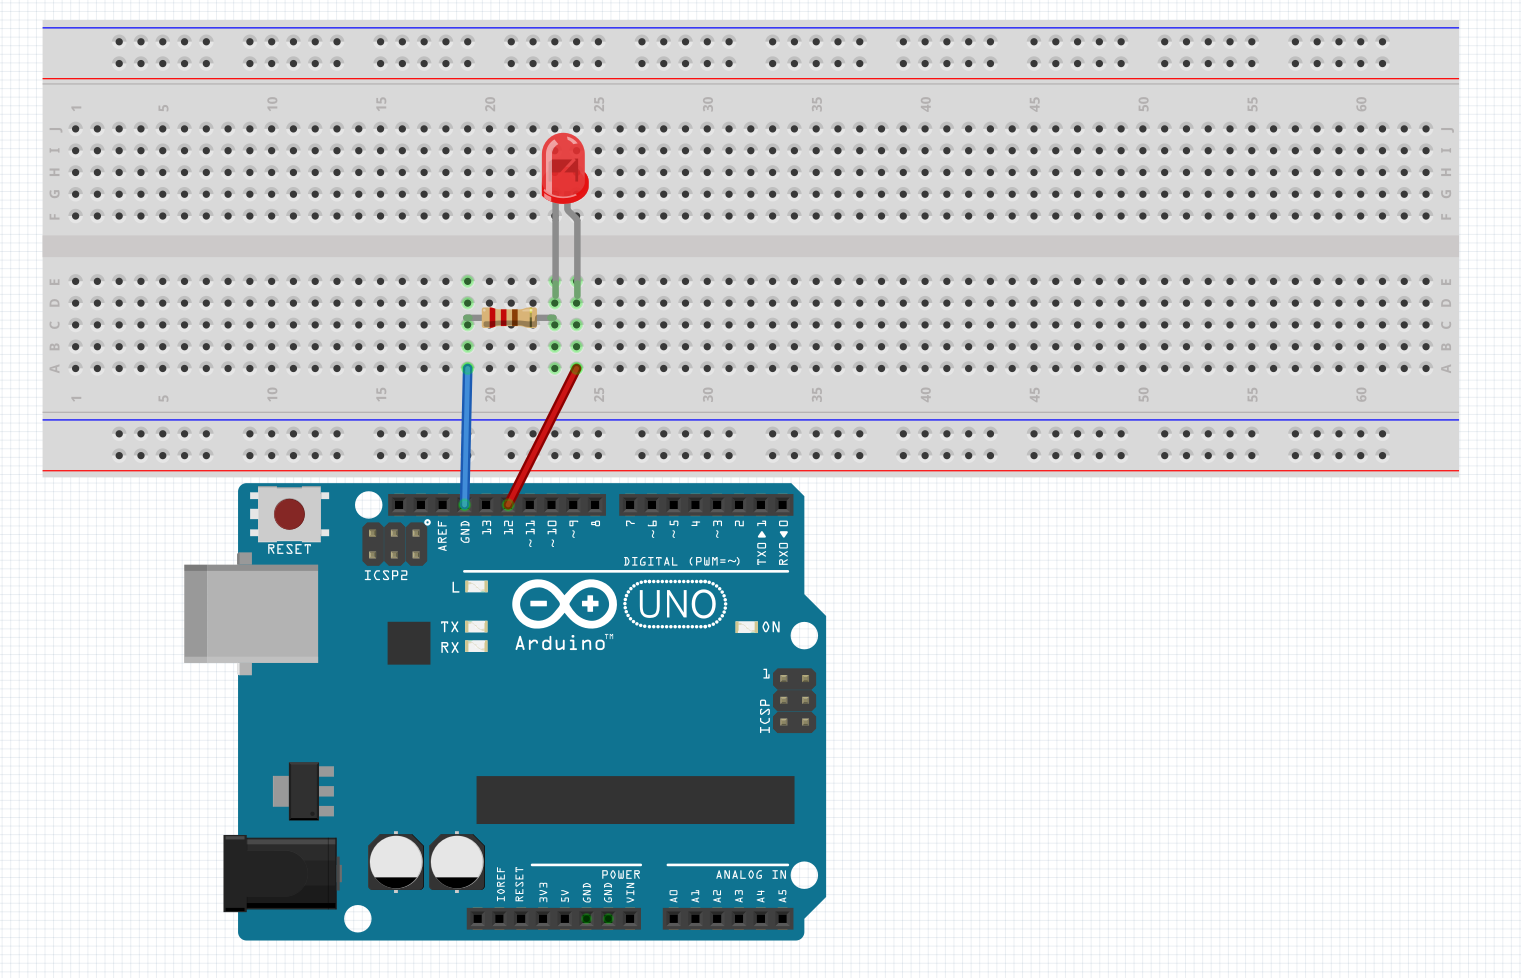 1 5 10 15 20 25 30 35 40 45 50 55 60
J J
I I
H H
G G
F F
E E
D D
C C
B B
A A
1 5 10 15 20 25 30 35 40 45 50 55 60
AREF GND 13 12 ~11 ~10 ~9 8 7 ~6 ~5 4 ~3 2 TX0▶1 RX0◀0
RESET
DIGITAL (PWM=~)
ICSP2
L
UNO
TX
ON
RX
Arduino™
1
ICSP
POWER
ANALOG IN
IOREF RESET 3V3 5V GND GND VIN A0 A1 A2 A3 A4 A5